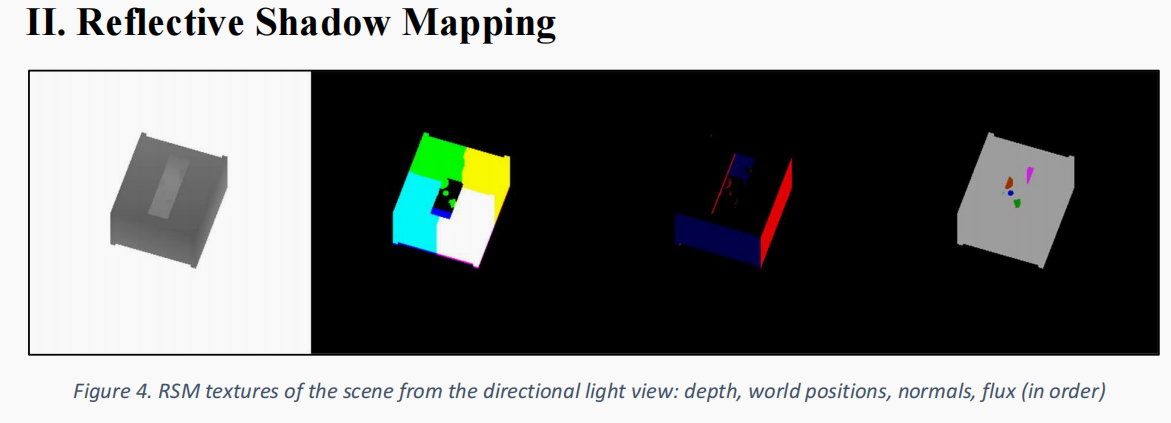 II. Reflective Shadow Mapping
Figure 4. RSM textures of the scene from the directional light view: depth, world positions, normals, flux (in order)